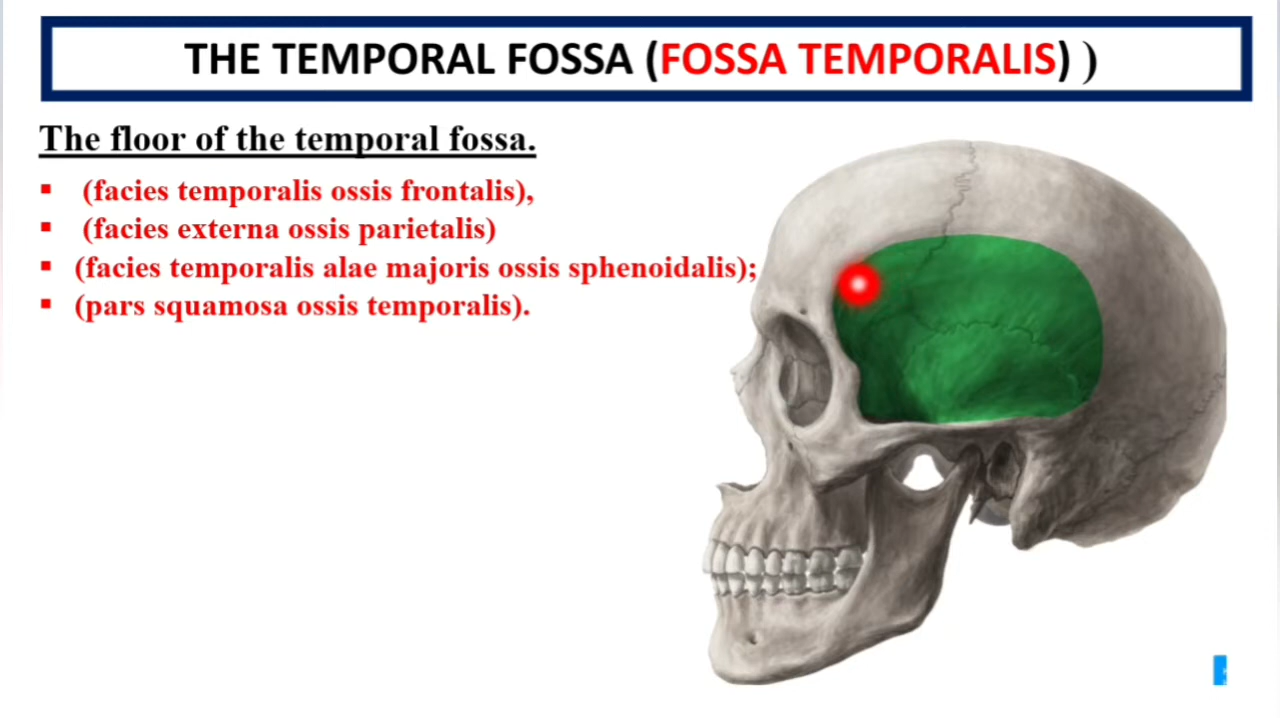 THE TEMPORAL FOSSA (FOSSA TEMPORALIS) )
The floor of the temporal fossa.
▪ (facies temporalis ossis frontalis),
▪ (facies externa ossis parietalis)
▪ (facies temporalis alae majoris ossis sphenoidalis);
▪ (pars squamosa ossis temporalis).